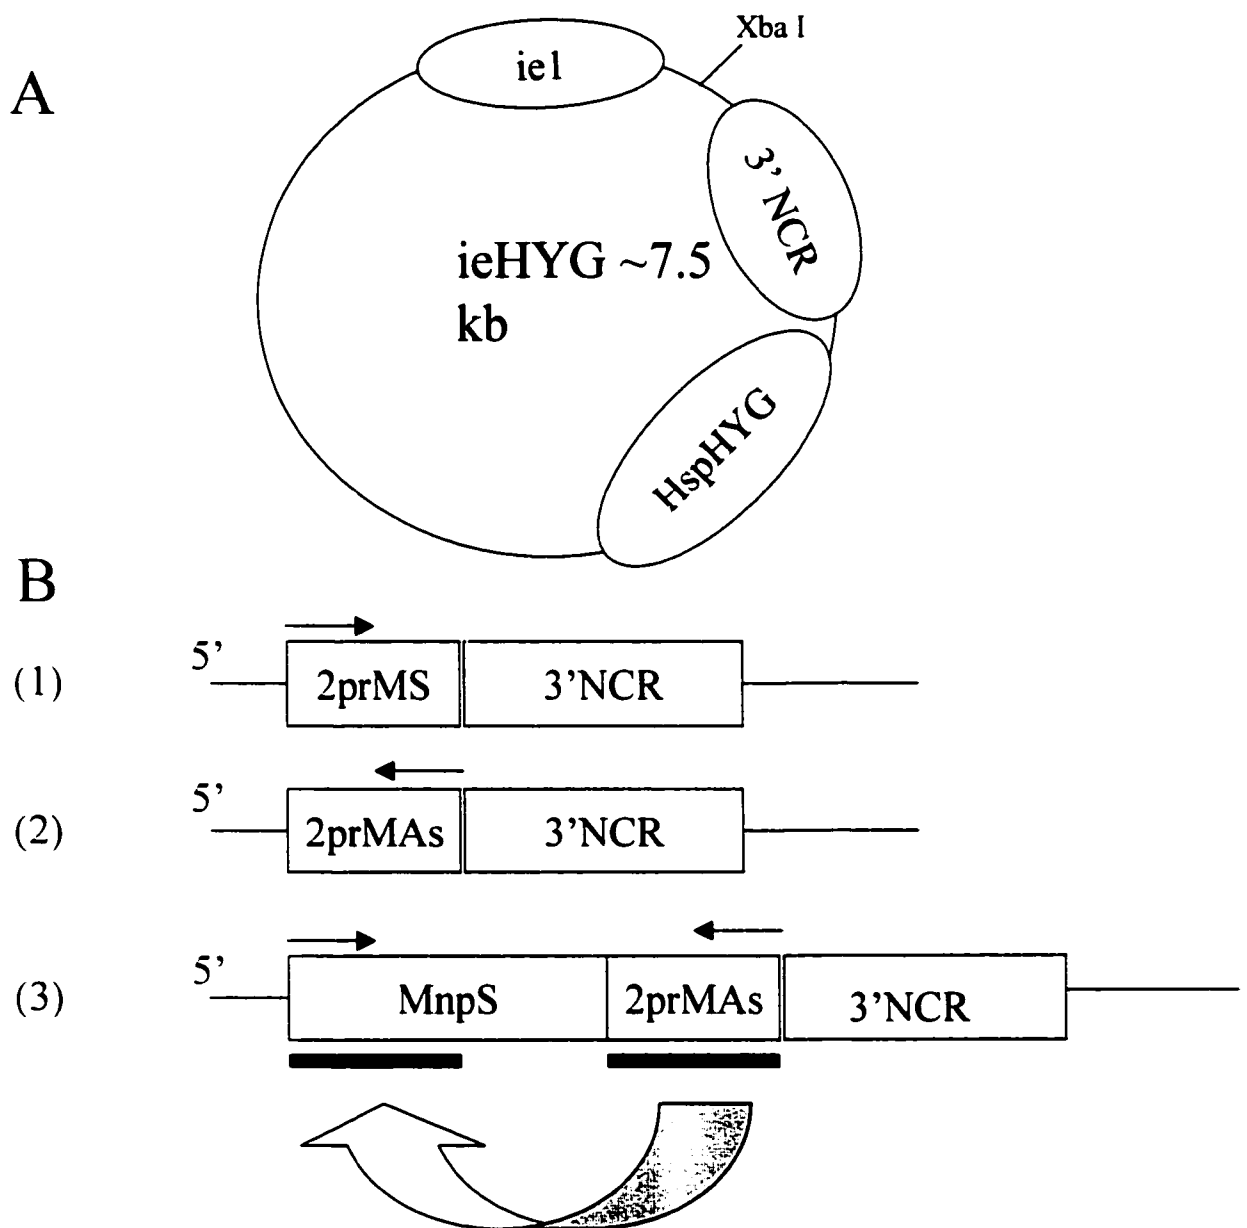 A
Xba I
ie1
3' NCR
ieHYG ~7.5
kb
HspHYG
B
(1)
5'
2prMS
3'NCR
(2)
5'
2prMAs
3'NCR
(3)
5'
MnpS
2prMAs
3'NCR